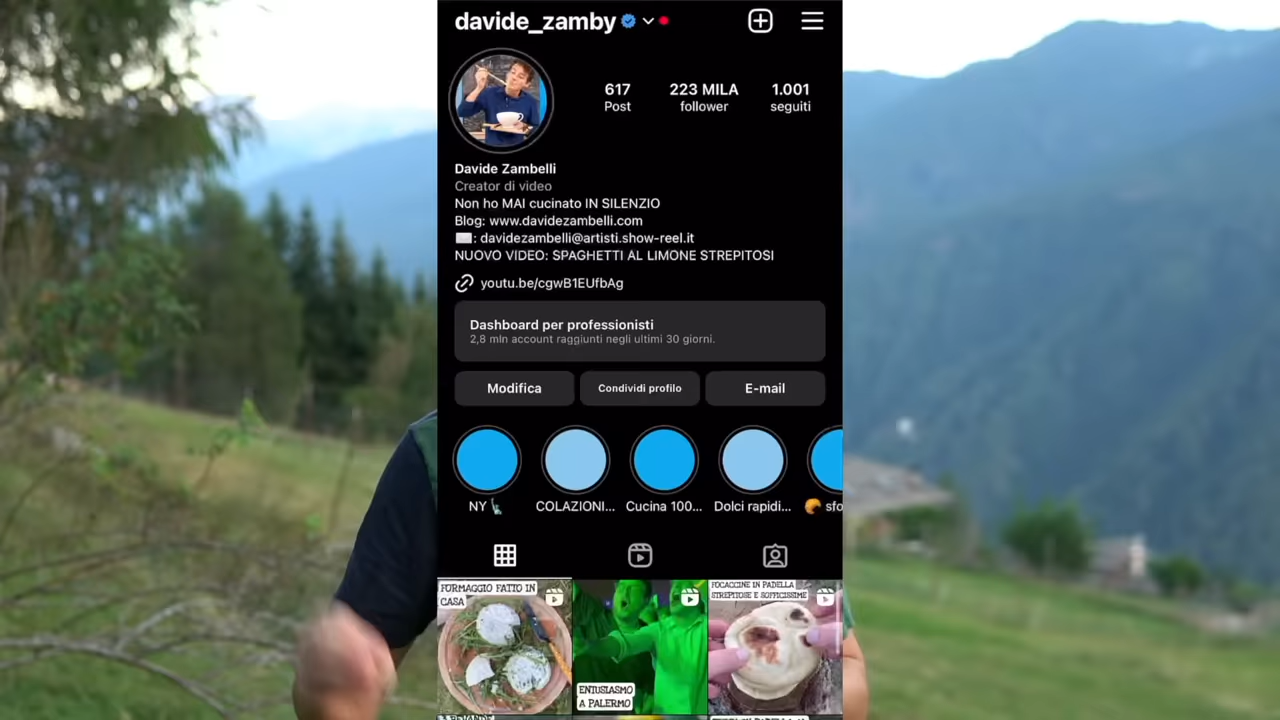 davide_zamby
617
Post
223 MILA
follower
1.001
seguiti
Davide Zambelli
Creator di video
Non ho MAI cucinato IN SILENZIO
Blog: www.davidezambelli.com
: davidezambelli@artisti.show-reel.it
NUOVO VIDEO: SPAGHETTI AL LIMONE STREPITOSI
youtu.be/cgwB1EUfbAg
Dashboard per professionisti
2,8 mln account raggiunti negli ultimi 30 giorni.
Modifica
Condividi profilo
E-mail
NY
COLAZIONI...
Cucina 100...
Dolci rapidi...
sfo
FORMAGGIO FATTO IN
CASA
FOCACCINE IN PADELLA
STREPITOSE E SOFFICISSIME
ENTUSIASMO
A PALERMO